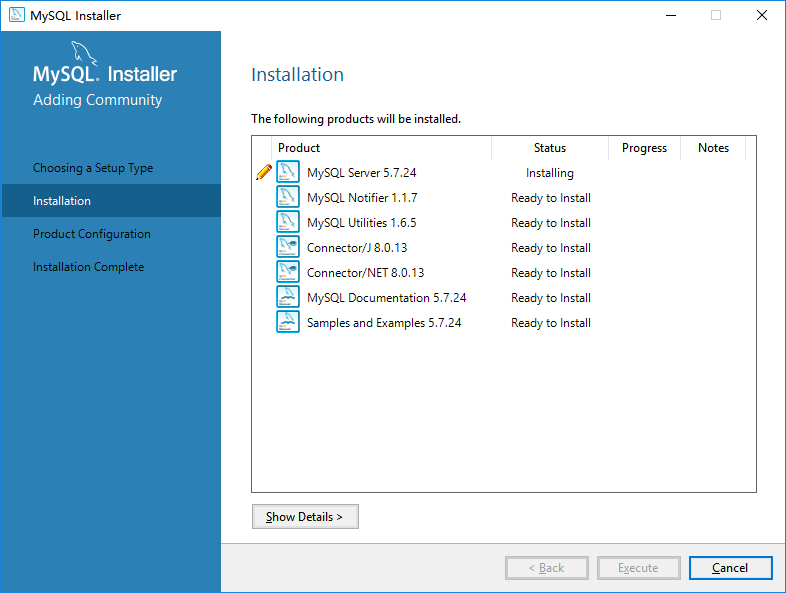 MySQL Installer
MySQL. Installer
Adding Community
Choosing a Setup Type
Installation
Product Configuration
Installation Complete
Installation
The following products will be installed.
Product Status Progress Notes
MySQL Server 5.7.24 Installing
MySQL Notifier 1.1.7 Ready to Install
MySQL Utilities 1.6.5 Ready to Install
Connector/J 8.0.13 Ready to Install
Connector/NET 8.0.13 Ready to Install
MySQL Documentation 5.7.24 Ready to Install
Samples and Examples 5.7.24 Ready to Install
Show Details >
< Back Execute Cancel